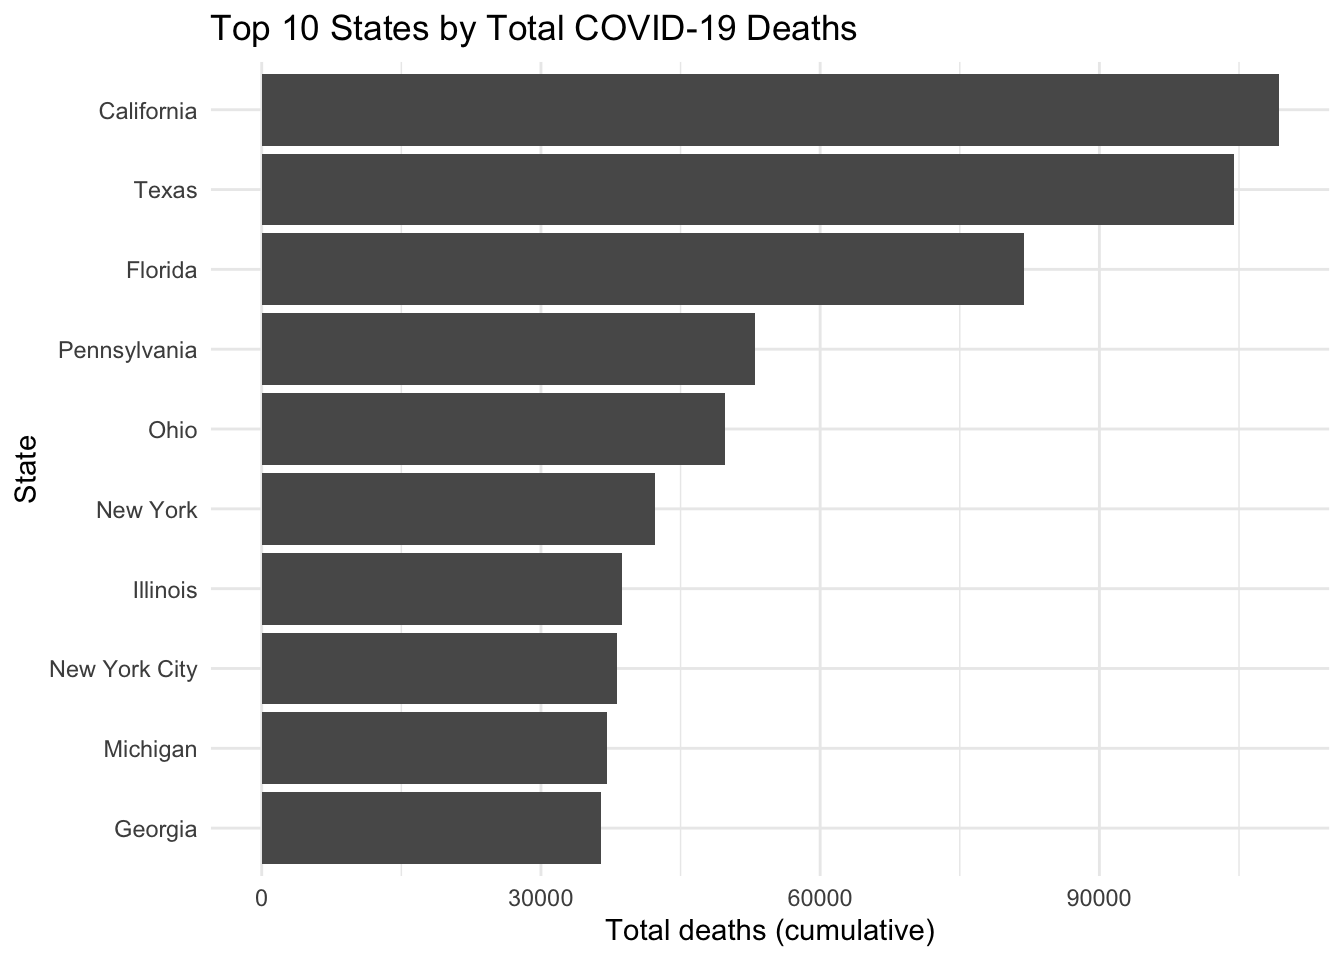 Top 10 States by Total COVID-19 Deaths
California
Texas
Florida
Pennsylvania
Ohio
New York
Illinois
New York City
Michigan
Georgia
State
0 30000 60000 90000
Total deaths (cumulative)